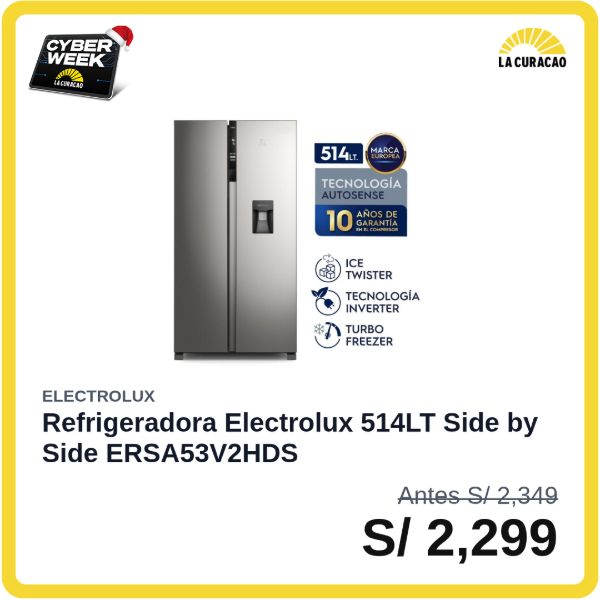 CYBER
WEEK
LA CURACAO
LA CURACAO
514LT.
MARCA
EUROPEA
TECNOLOGÍA
AUTOSENSE
10 AÑOS DE
GARANTÍA
EN EL COMPRESOR
ICE
TWISTER
TECNOLOGÍA
INVERTER
TURBO
FREEZER
ELECTROLUX
Refrigeradora Electrolux 514LT Side by
Side ERSA53V2HDS
Antes S/ 2,349
S/ 2,299